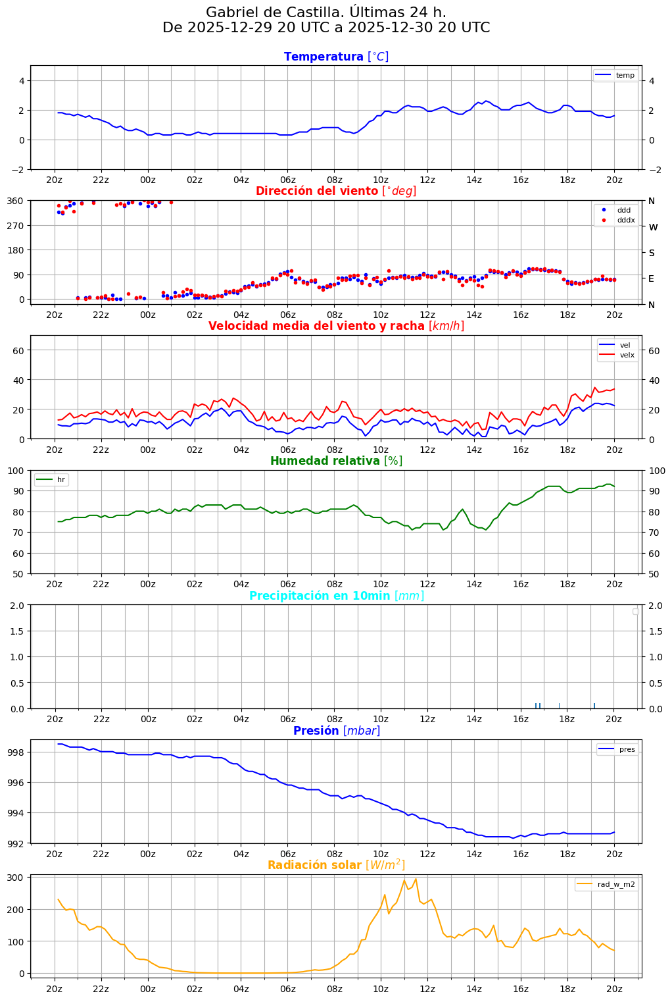 Gabriel de Castilla. Últimas 24 h.
De 2025-12-29 20 UTC a 2025-12-30 20 UTC
Temperatura [°C]
4 4
2 2
0 0
−2 −2
temp
20z 22z 00z 02z 04z 06z 08z 10z 12z 14z 16z 18z 20z
Dirección del viento [°deg]
360 N
270 W
180 S
90 E
0 N
ddd
dddx
20z 22z 00z 02z 04z 06z 08z 10z 12z 14z 16z 18z 20z
Velocidad media del viento y racha [km/h]
60 60
40 40
20 20
0 0
vel
velx
20z 22z 00z 02z 04z 06z 08z 10z 12z 14z 16z 18z 20z
Humedad relativa [%]
100 100
90 90
80 80
70 70
60 60
50 50
hr
20z 22z 00z 02z 04z 06z 08z 10z 12z 14z 16z 18z 20z
Precipitación en 10min [mm]
2.0 2.0
1.5 1.5
1.0 1.0
0.5 0.5
0.0 0.0
20z 22z 00z 02z 04z 06z 08z 10z 12z 14z 16z 18z 20z
Presión [mbar]
998
996
994
992
pres
20z 22z 00z 02z 04z 06z 08z 10z 12z 14z 16z 18z 20z
Radiación solar [W/m²]
300
200
100
0
rad_w_m2
20z 22z 00z 02z 04z 06z 08z 10z 12z 14z 16z 18z 20z